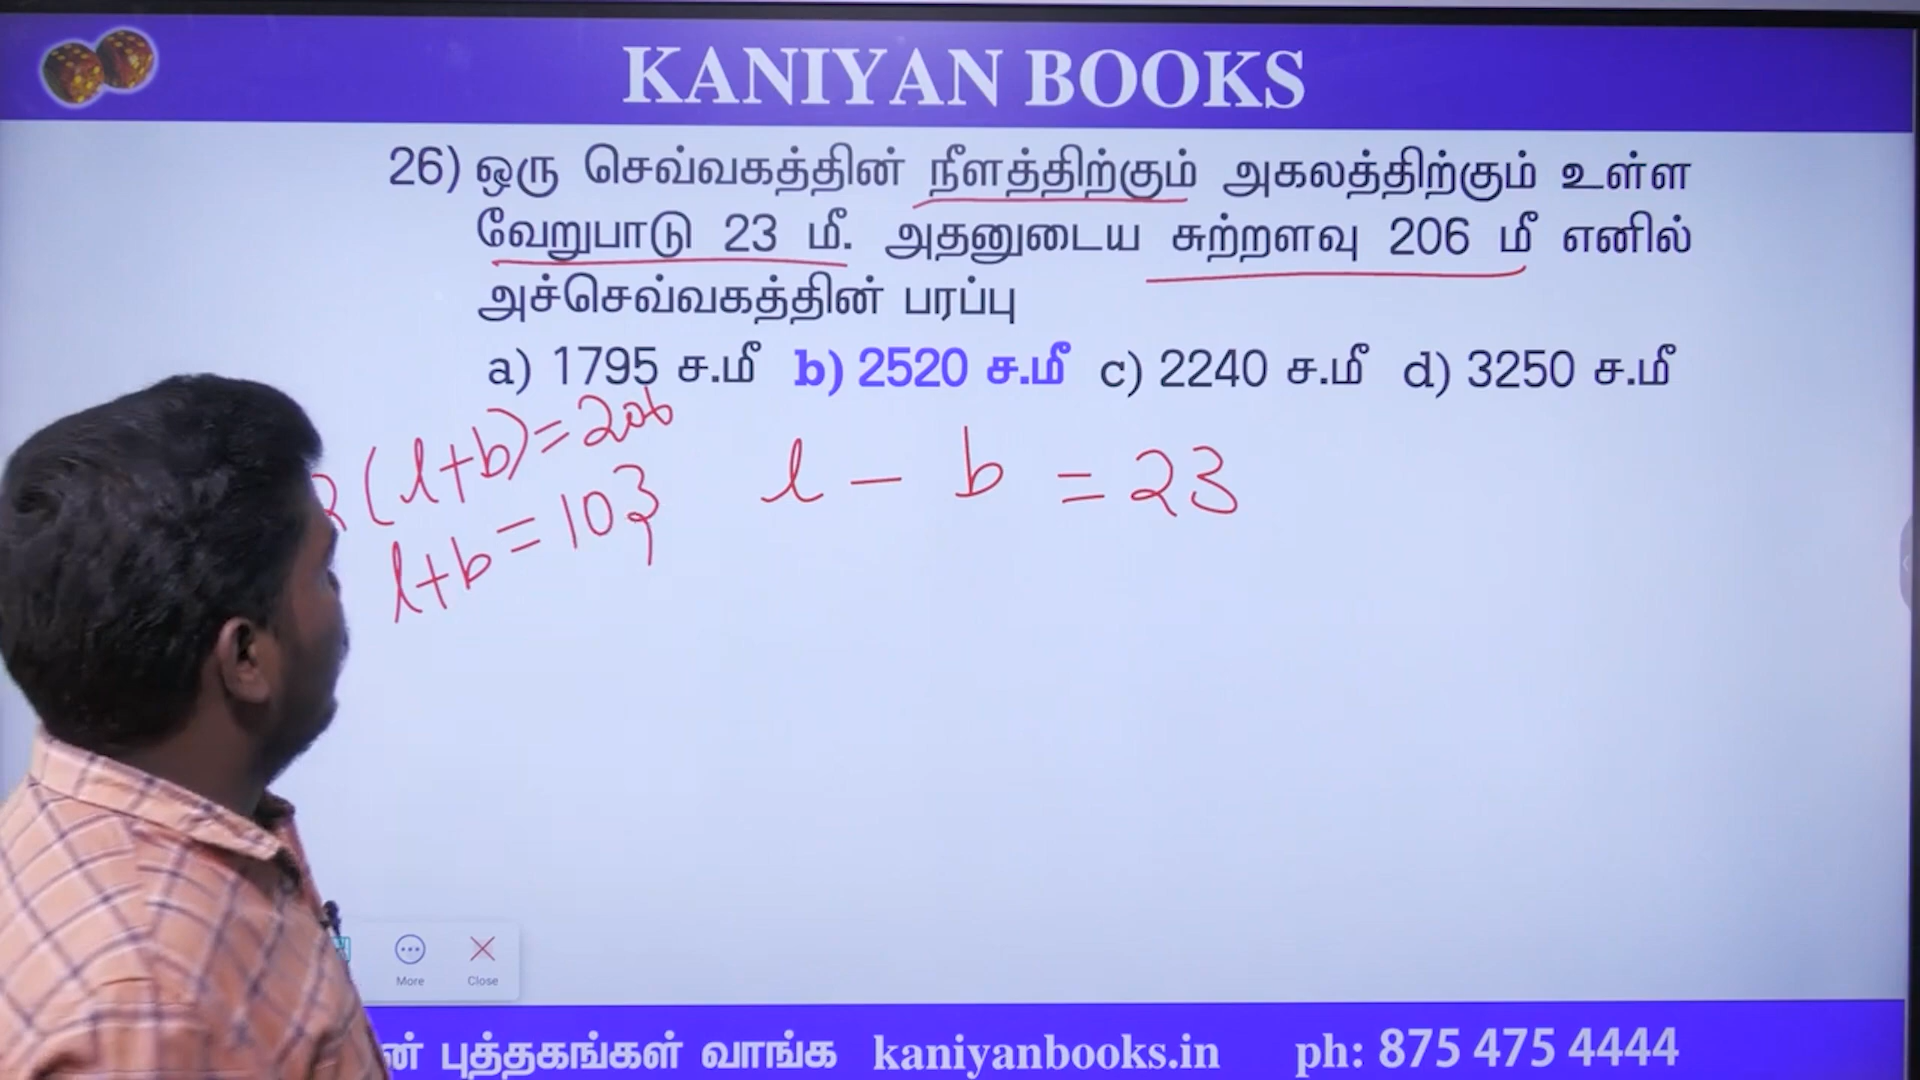 KANIYAN BOOKS
26) ஒரு செவ்வகத்தின் நீளத்திற்கும் அகலத்திற்கும் உள்ள
வேறுபாடு 23 மீ. அதனுடைய சுற்றளவு 206 மீ எனில்
அச்செவ்வகத்தின் பரப்பு
a) 1795 ச.மீ b) 2520 ச.மீ c) 2240 ச.மீ d) 3250 ச.மீ
2(l+b)=206
l+b=103
l - b = 23
More
Close
புத்தகங்கள் வாங்க kaniyanbooks.in ph: 875 475 4444